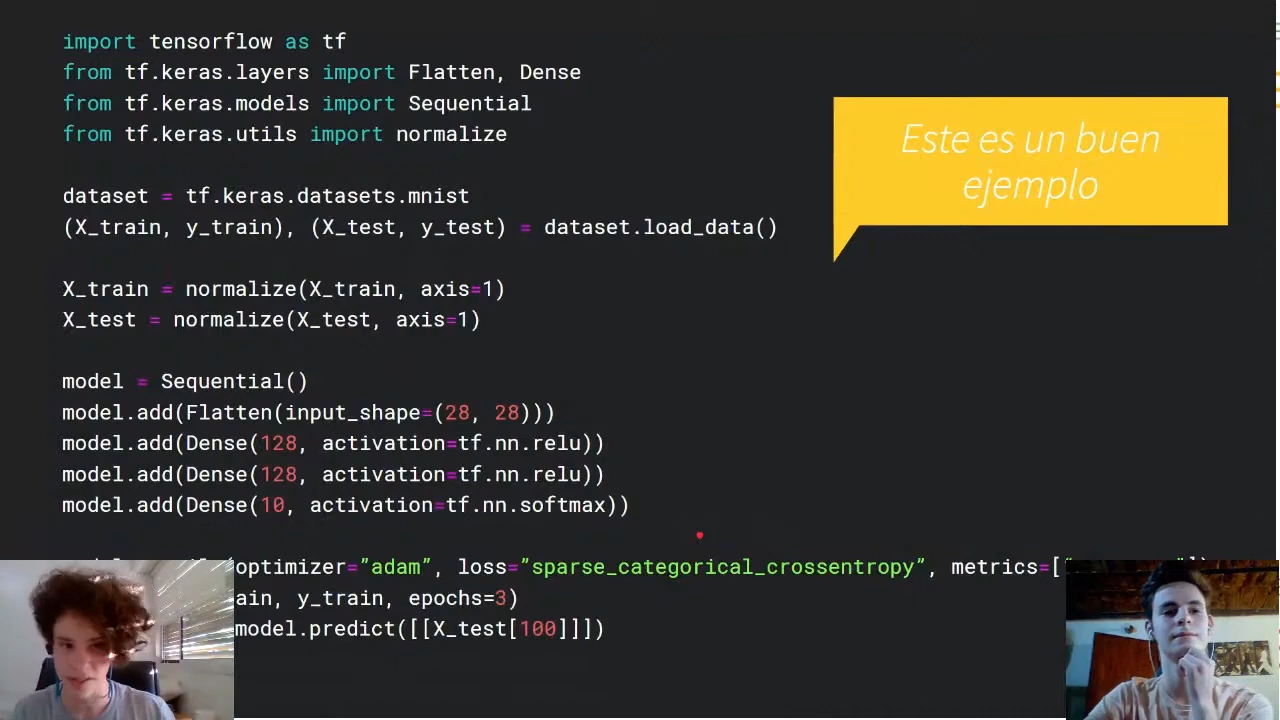 import tensorflow as tf
from tf.keras.layers import Flatten, Dense
from tf.keras.models import Sequential
from tf.keras.utils import normalize
Este es un buen
ejemplo
dataset = tf.keras.datasets.mnist
(X_train, y_train), (X_test, y_test) = dataset.load_data()
X_train = normalize(X_train, axis=1)
X_test = normalize(X_test, axis=1)
model = Sequential()
model.add(Flatten(input_shape=(28, 28)))
model.add(Dense(128, activation=tf.nn.relu))
model.add(Dense(128, activation=tf.nn.relu))
model.add(Dense(10, activation=tf.nn.softmax))
optimizer=”adam”, loss=”sparse_categorical_crossentropy”, metrics=[
ain, y_train, epochs=3)
model.predict([[X_test[100]]])